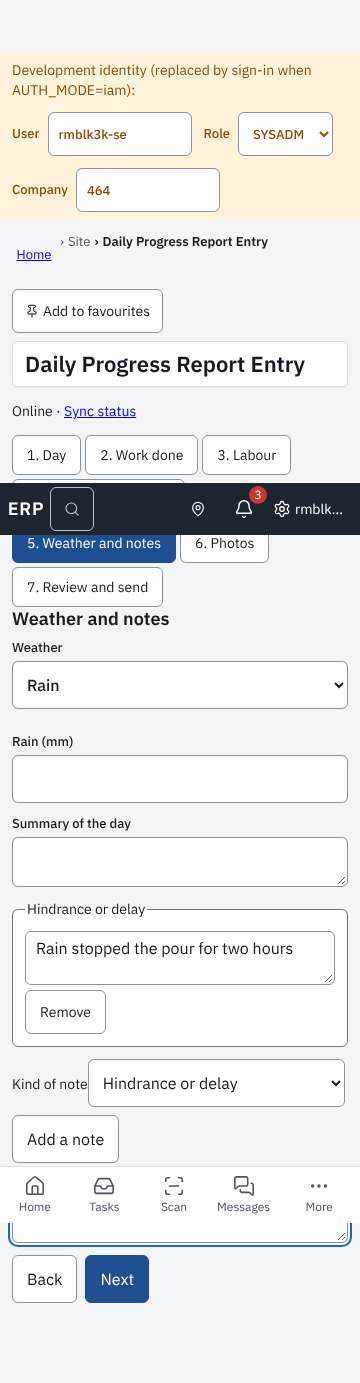 Development identity (replaced by sign-in when
AUTH_MODE=iam):
User rmblk3k-se Role SYSADM
Company 464
Home › Site › Daily Progress Report Entry
Add to favourites
Daily Progress Report Entry
Online · Sync status
1. Day 2. Work done 3. Labour
ERP 3 rmblk...
5. Weather and notes 6. Photos
7. Review and send
Weather and notes
Weather
Rain
Rain (mm)
Summary of the day
Hindrance or delay
Rain stopped the pour for two hours
Remove
Kind of note Hindrance or delay
Add a note
Home Tasks Scan Messages More
Back Next